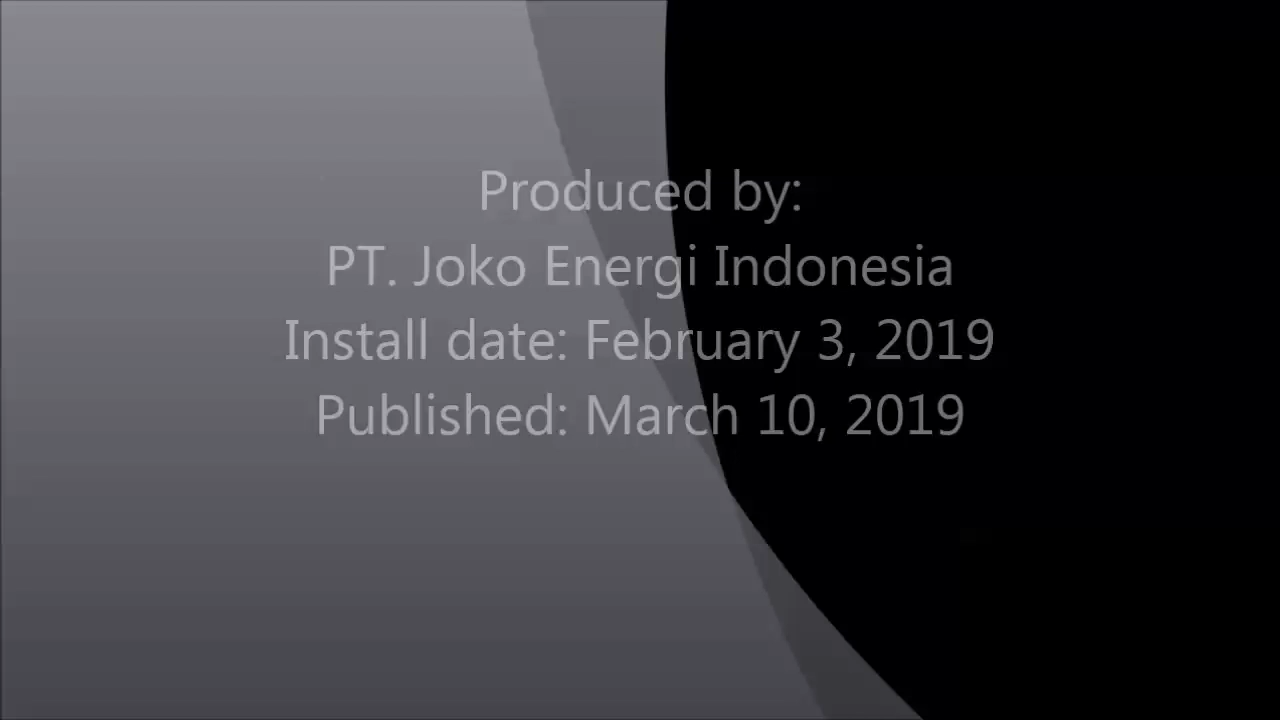 Produced by:
PT. Joko Energi Indonesia
Install date: February 3, 2019
Published: March 10, 2019